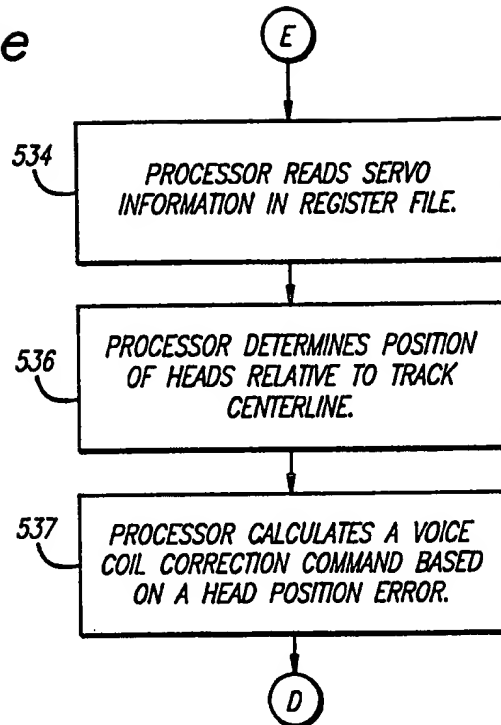 e
E
534
PROCESSOR READS SERVO
INFORMATION IN REGISTER FILE.
536
PROCESSOR DETERMINES POSITION
OF HEADS RELATIVE TO TRACK
CENTERLINE.
537
PROCESSOR CALCULATES A VOICE
COIL CORRECTION COMMAND BASED
ON A HEAD POSITION ERROR.
D